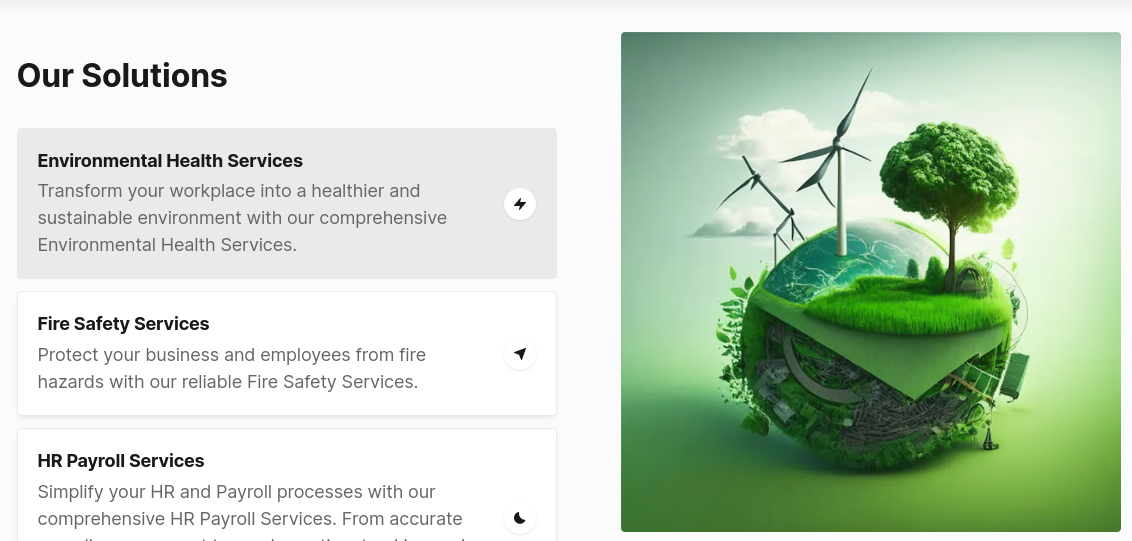 Our Solutions
Environmental Health Services
Transform your workplace into a healthier and
sustainable environment with our comprehensive
Environmental Health Services.
Fire Safety Services
Protect your business and employees from fire
hazards with our reliable Fire Safety Services.
HR Payroll Services
Simplify your HR and Payroll processes with our
comprehensive HR Payroll Services. From accurate